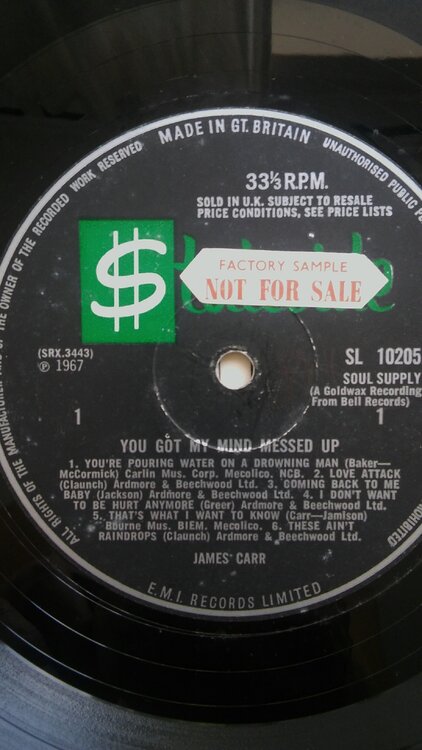 MADE IN GT. BRITAIN
UNAUTHORISED PUBLIC
ALL RIGHTS OF THE MANUFACTURER AND OF THE OWNER OF THE RECORDED WORK RESERVED
33⅓ R.P.M.
SOLD IN U.K. SUBJECT TO RESALE
PRICE CONDITIONS, SEE PRICE LISTS
$
FACTORY SAMPLE
NOT FOR SALE
(SRX.3443)
℗ 1967
SL 10205
SOUL SUPPLY
(A Goldwax Recording
From Bell Records)
1
1
YOU GOT MY MIND MESSED UP
1. YOU'RE POURING WATER ON A DROWNING MAN (Baker—
McCormick) Carlin Mus. Corp. Mecolico. NCB. 2. LOVE ATTACK
(Claunch) Ardmore & Beechwood Ltd. 3. COMING BACK TO ME
BABY (Jackson) Ardmore & Beechwood Ltd. 4. I DON'T WANT
TO BE HURT ANYMORE (Greer) Ardmore & Beechwood Ltd.
5. THAT'S WHAT I WANT TO KNOW (Carr—Jamison)
Bourne Mus. BIEM. Mecolico. 6. THESE AIN'T
RAINDROPS (Claunch) Ardmore & Beechwood Ltd.
JAMES CARR
E.M.I. RECORDS LIMITED